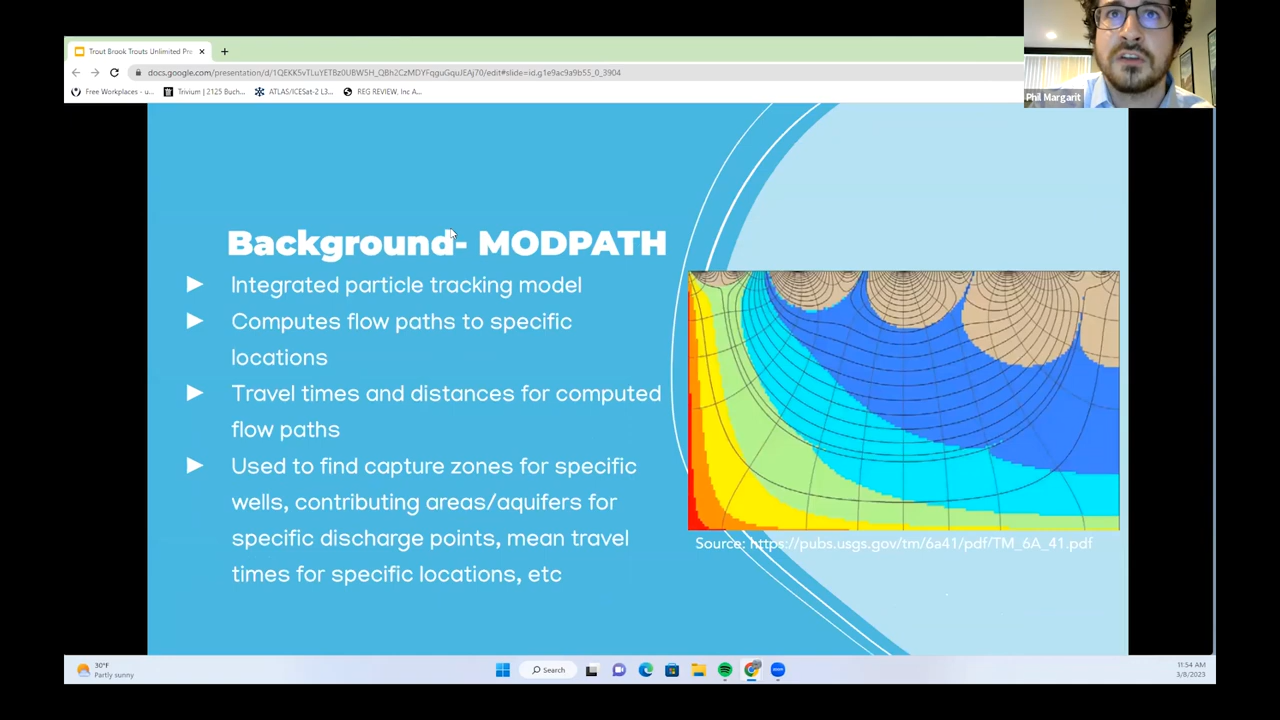 Trout Brook Trouts Unlimited Pre
docs.google.com/presentation/d/1QEKK5vTLuYETBz0UBW5H_QBh2CzMDYFqguGquJEAj70/edit#slide=id.g1e9ac9a9b55_0_3904
Free Workplaces - u...
Trivium | 2125 Buch...
ATLAS/ICESat-2 L3...
REG REVIEW, Inc A...
Phil Margarit
Background- MODPATH
Integrated particle tracking model
Computes flow paths to specific
locations
Travel times and distances for computed
flow paths
Used to find capture zones for specific
wells, contributing areas/aquifers for
specific discharge points, mean travel
times for specific locations, etc
Source: https://pubs.usgs.gov/tm/6a41/pdf/TM_6A_41.pdf
30°F
Partly sunny
Search
11:54 AM
3/8/2023